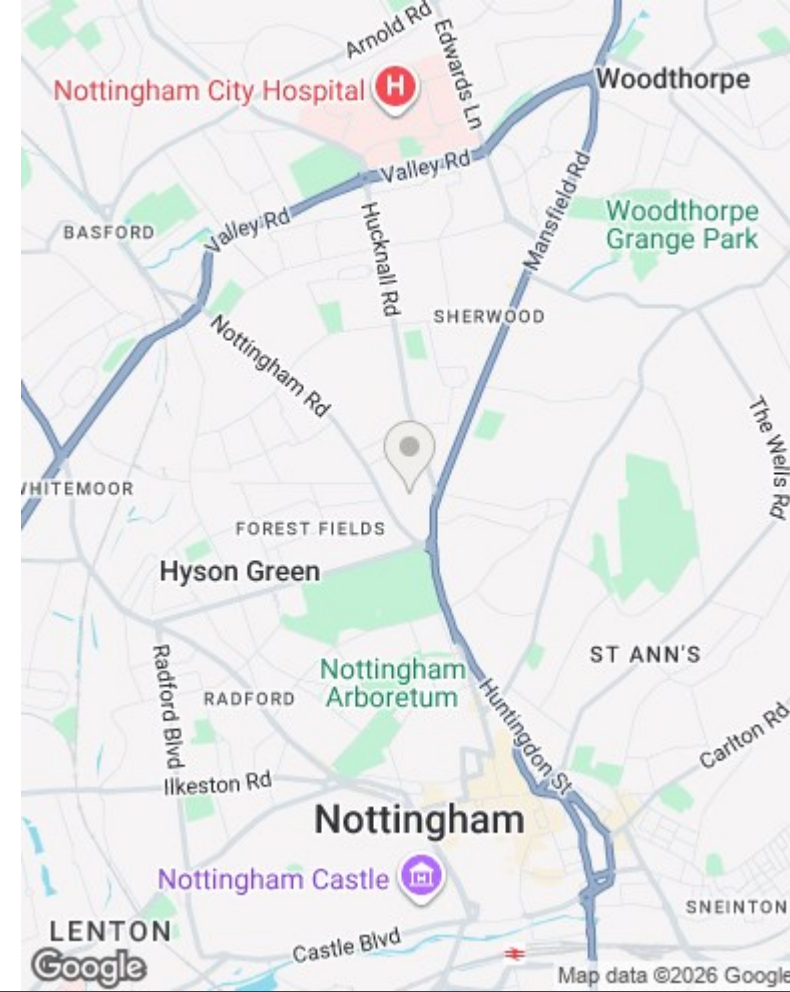 Arnold Rd
Edwards Ln
Nottingham City Hospital
H
Woodthorpe
Valley Rd
Mansfield Rd
Hucknall Rd
Woodthorpe
Grange Park
Valley Rd
BASFORD
SHERWOOD
Nottingham Rd
The Wells Rd
WHITEMOOR
FOREST FIELDS
Hyson Green
ST ANN'S
Nottingham
Arboretum
Radford Blvd
RADFORD
Huntingdon St
Carlton Rd
Ilkeston Rd
Nottingham
Nottingham Castle
SNEINTON
LENTON
Castle Blvd
Google
Map data ©2026 Google